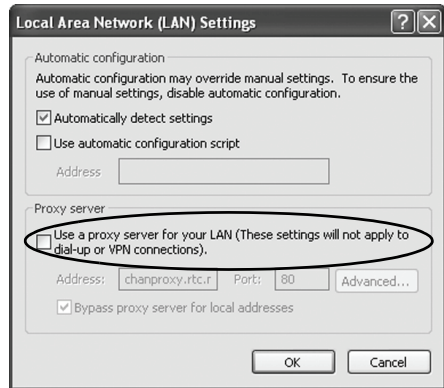 Local Area Network (LAN) Settings
Automatic configuration
Automatic configuration may override manual settings. To ensure the
use of manual settings, disable automatic configuration.
Automatically detect settings
Use automatic configuration script
Address
Proxy server
Use a proxy server for your LAN (These settings will not apply to
dial-up or VPN connections).
Address: chanproxy.rtc.r Port: 80 Advanced...
Bypass proxy server for local addresses
OK Cancel